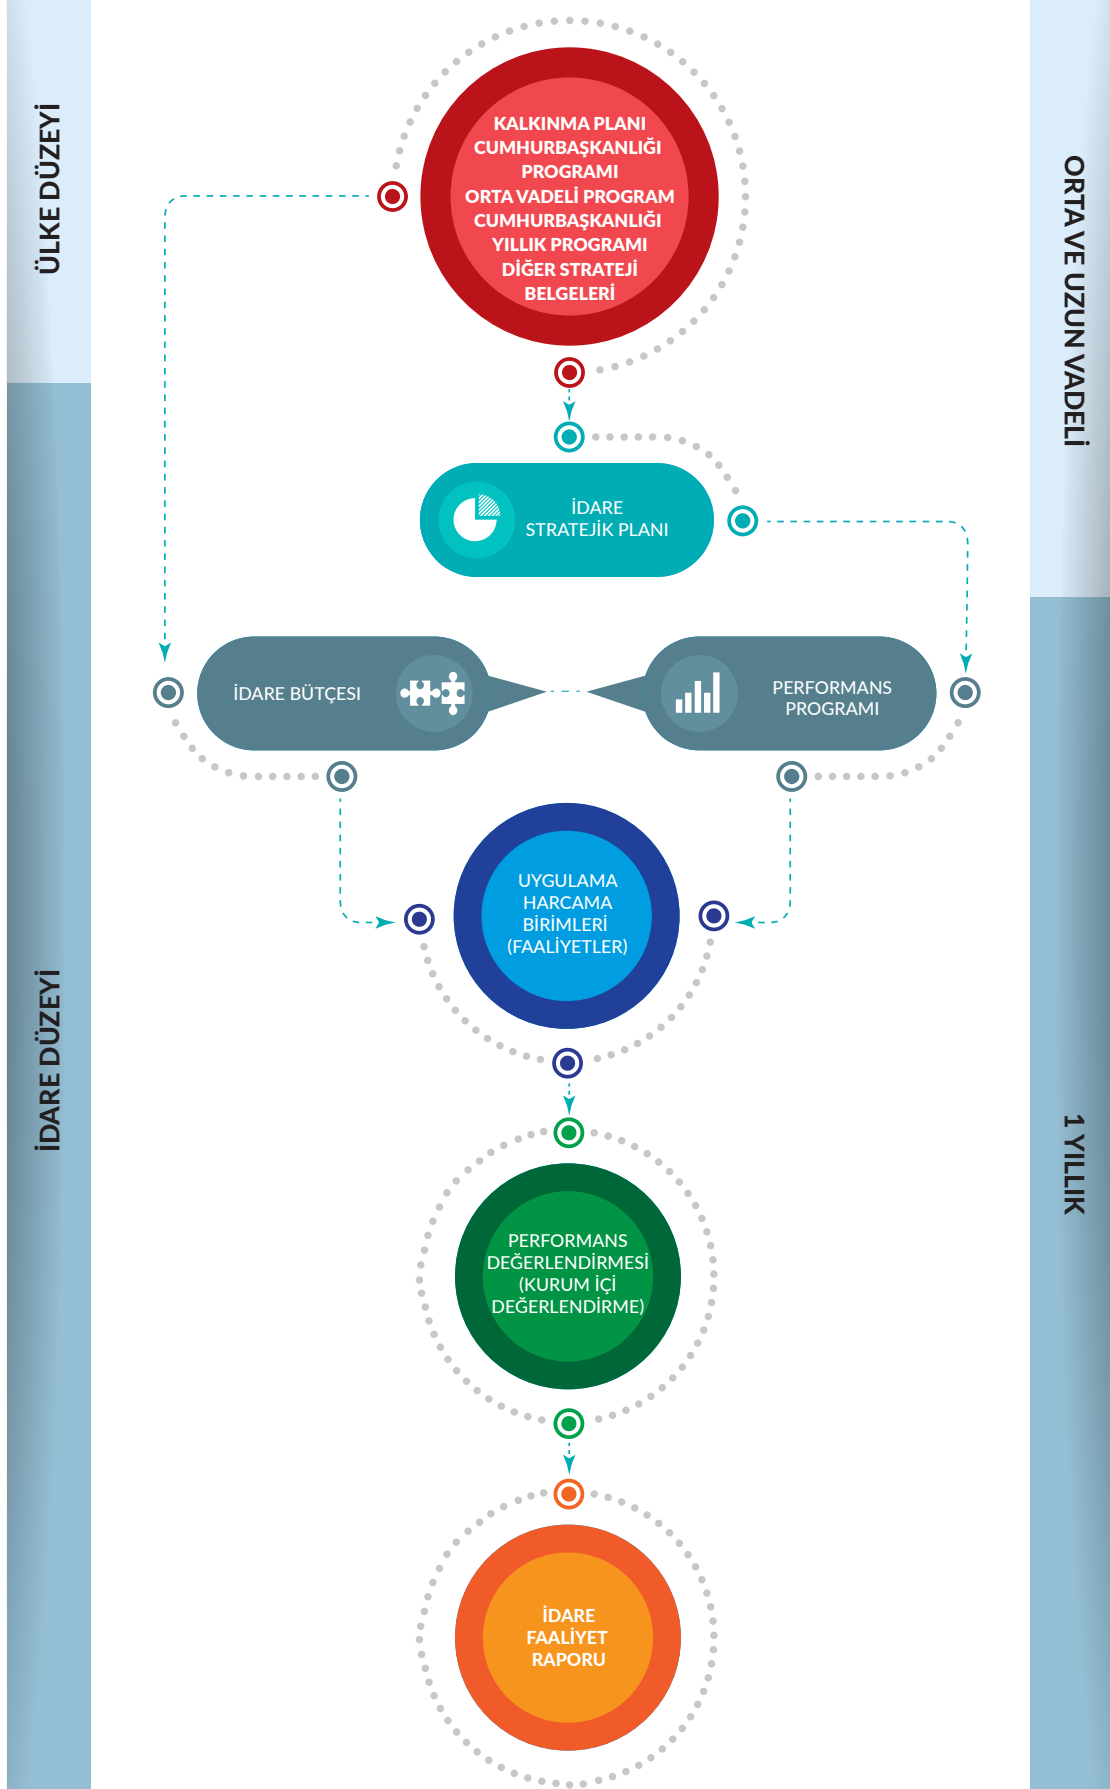 ÜLKE DÜZEYİ
ORTA VE UZUN VADELİ
KALKINMA PLANI
CUMHURBAŞKANLIĞI
PROGRAMI
ORTA VADELİ PROGRAM
CUMHURBAŞKANLIĞI
YILLIK PROGRAMI
DİĞER STRATEJİ
BELGELERİ
İDARE
STRATEJİK PLANI
İDARE BÜTÇESI
PERFORMANS
PROGRAMI
UYGULAMA
HARCAMA
BİRİMLERİ
(FAALİYETLER)
İDARE DÜZEYİ
1 YILLIK
PERFORMANS
DEĞERLENDİRMESİ
(KURUM İÇİ
DEĞERLENDİRME)
İDARE
FAALİYET
RAPORU